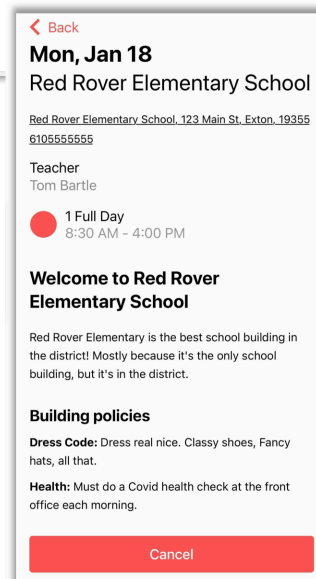 Back
Mon, Jan 18
Red Rover Elementary School
Red Rover Elementary School, 123 Main St, Exton, 19355
6105555555
Teacher
Tom Bartle
1 Full Day
8:30 AM - 4:00 PM
Welcome to Red Rover
Elementary School
Red Rover Elementary is the best school building in
the district! Mostly because it's the only school
building, but it's in the district.
Building policies
Dress Code: Dress real nice. Classy shoes, Fancy
hats, all that.
Health: Must do a Covid health check at the front
office each morning.
Cancel